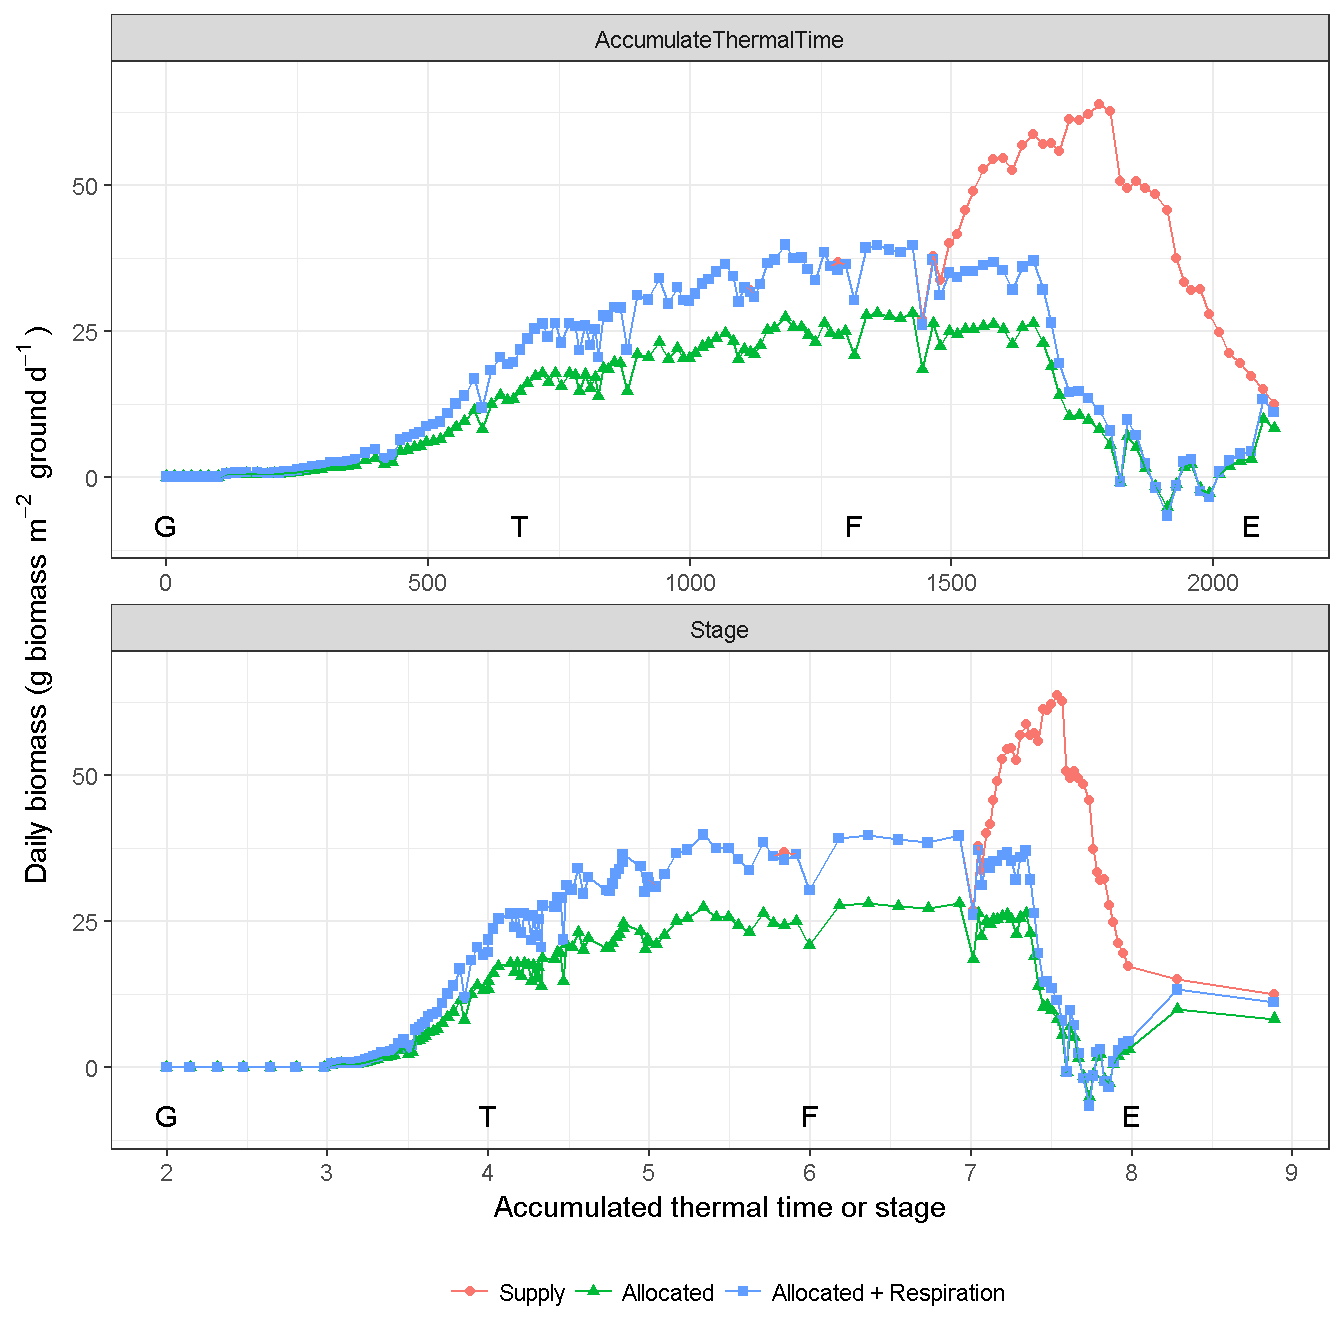 AccumulateThermalTime
50
25
0
G T F E
0 500 1000 1500 2000
Stage
50
25
0
G T F E
2 3 4 5 6 7 8 9
Daily biomass (g biomass m⁻² ground d⁻¹ )
Accumulated thermal time or stage
Supply Allocated Allocated + Respiration